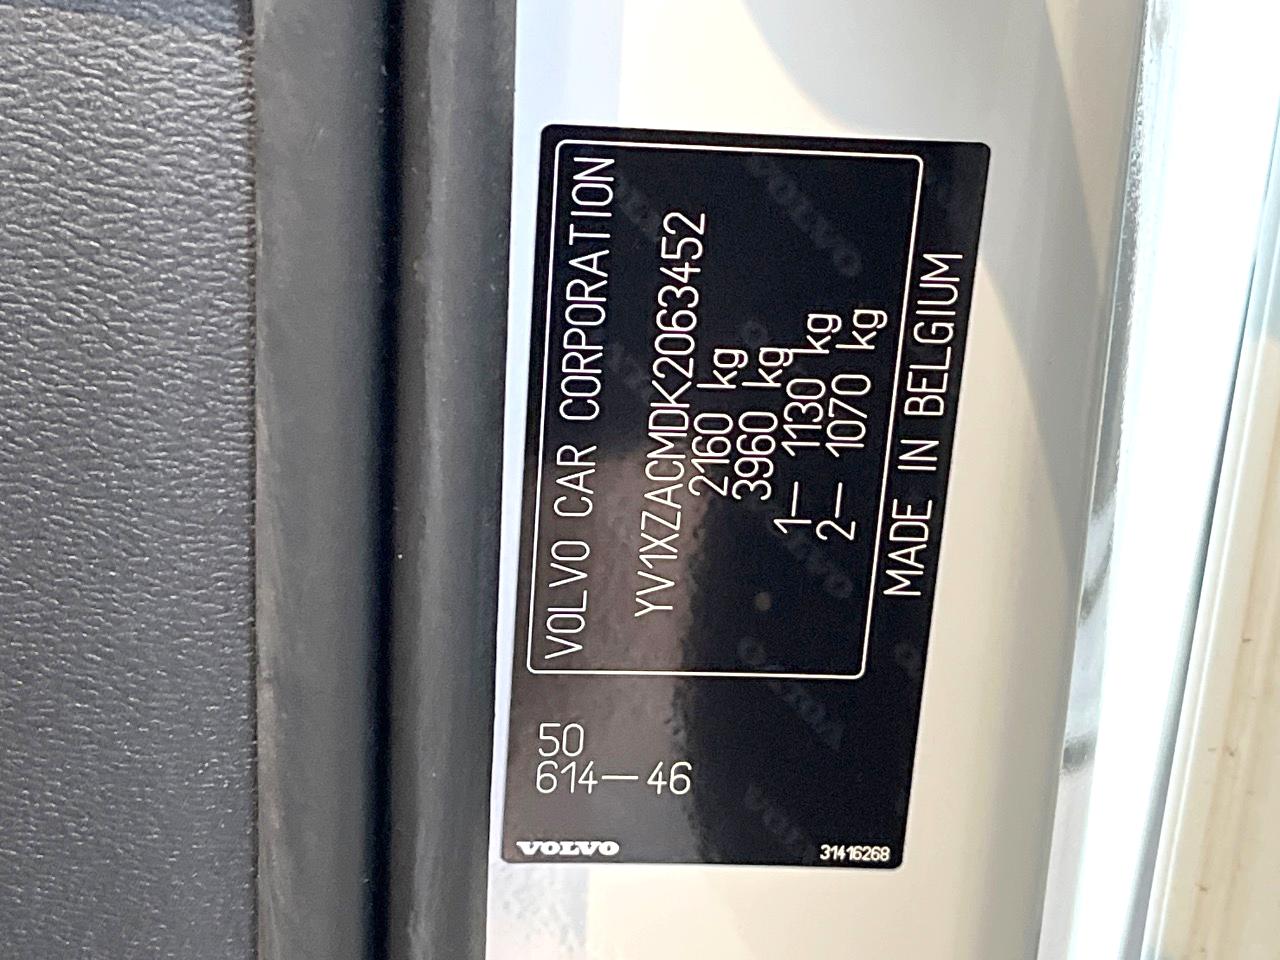 VOLVO CAR CORPORATION
YV1XZACMDK2063452
2160 kg
3960 kg
1— 1130 kg
2— 1070 kg
MADE IN BELGIUM
50
614—46
VOLVO
31416268